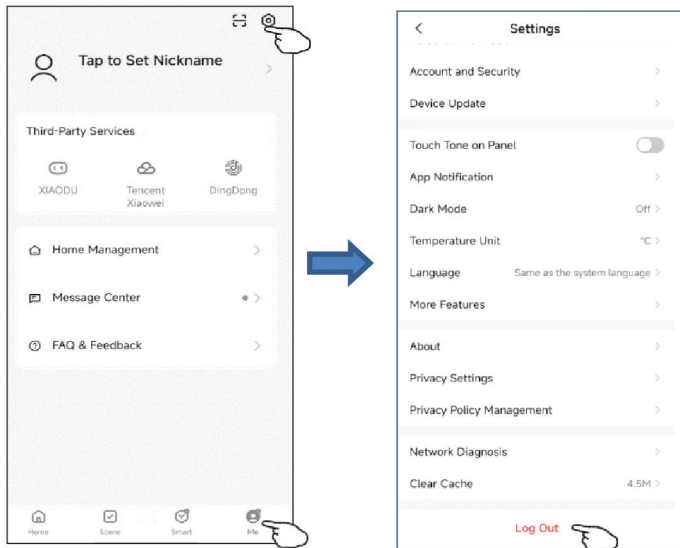 Tap to Set Nickname
Third-Party Services
XIAODU
Tencent
Xiaowei
DingDong
Home Management
Message Center
FAQ & Feedback
Home
Scene
Smart
Me
Settings
Account and Security
Device Update
Touch Tone on Panel
App Notification
Dark Mode Off
Temperature Unit °C
Language Same as the system language
More Features
About
Privacy Settings
Privacy Policy Management
Network Diagnosis
Clear Cache 4.5M
Log Out